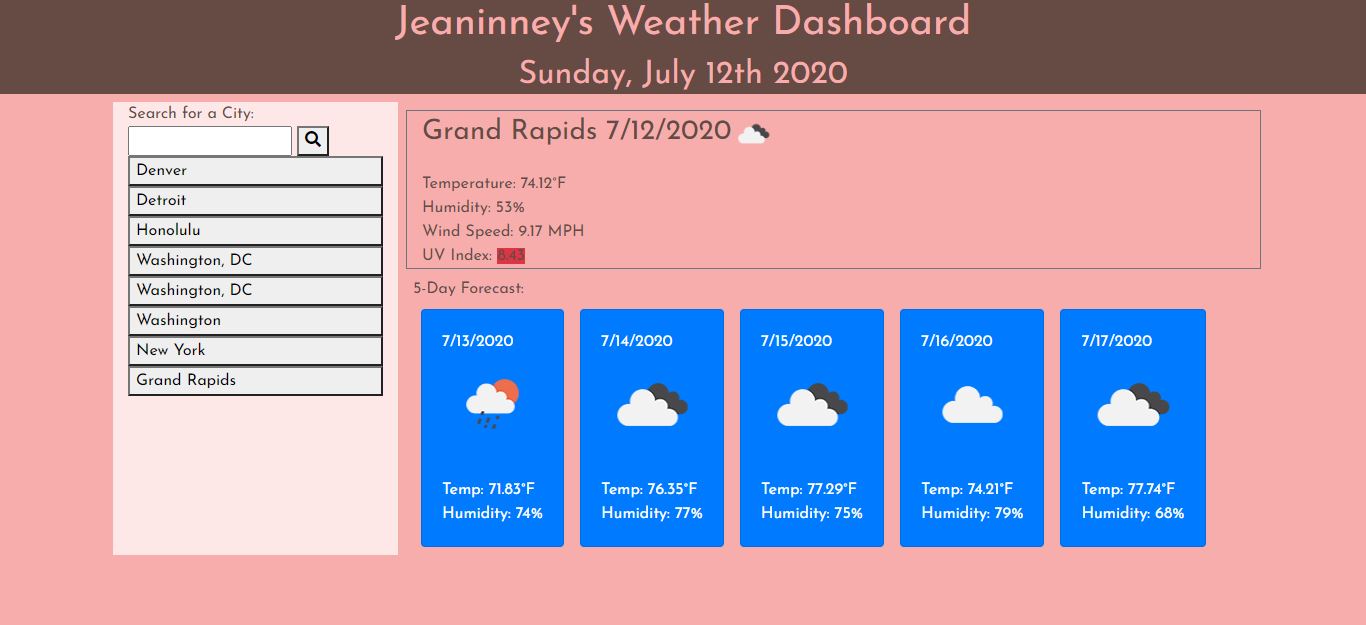 Jeaninney's Weather Dashboard
Sunday, July 12th 2020
Search for a City:
Denver
Detroit
Honolulu
Washington, DC
Washington, DC
Washington
New York
Grand Rapids
Grand Rapids 7/12/2020
Temperature: 74.12°F
Humidity: 53%
Wind Speed: 9.17 MPH
UV Index: 8.43
5-Day Forecast:
7/13/2020
Temp: 71.83°F
Humidity: 74%
7/14/2020
Temp: 76.35°F
Humidity: 77%
7/15/2020
Temp: 77.29°F
Humidity: 75%
7/16/2020
Temp: 74.21°F
Humidity: 79%
7/17/2020
Temp: 77.74°F
Humidity: 68%